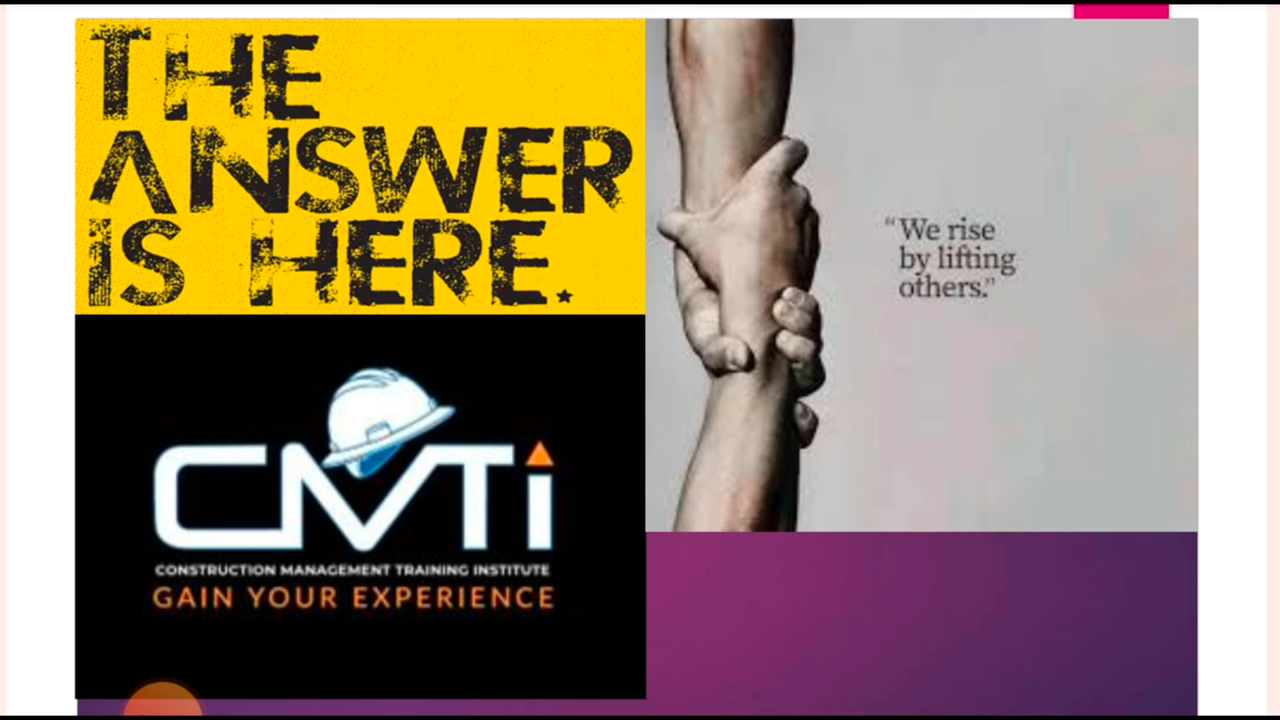 THE
ANSWER
IS HERE.
“We rise
by lifting
others.”
CMTi
CONSTRUCTION MANAGEMENT TRAINING INSTITUTE
GAIN YOUR EXPERIENCE